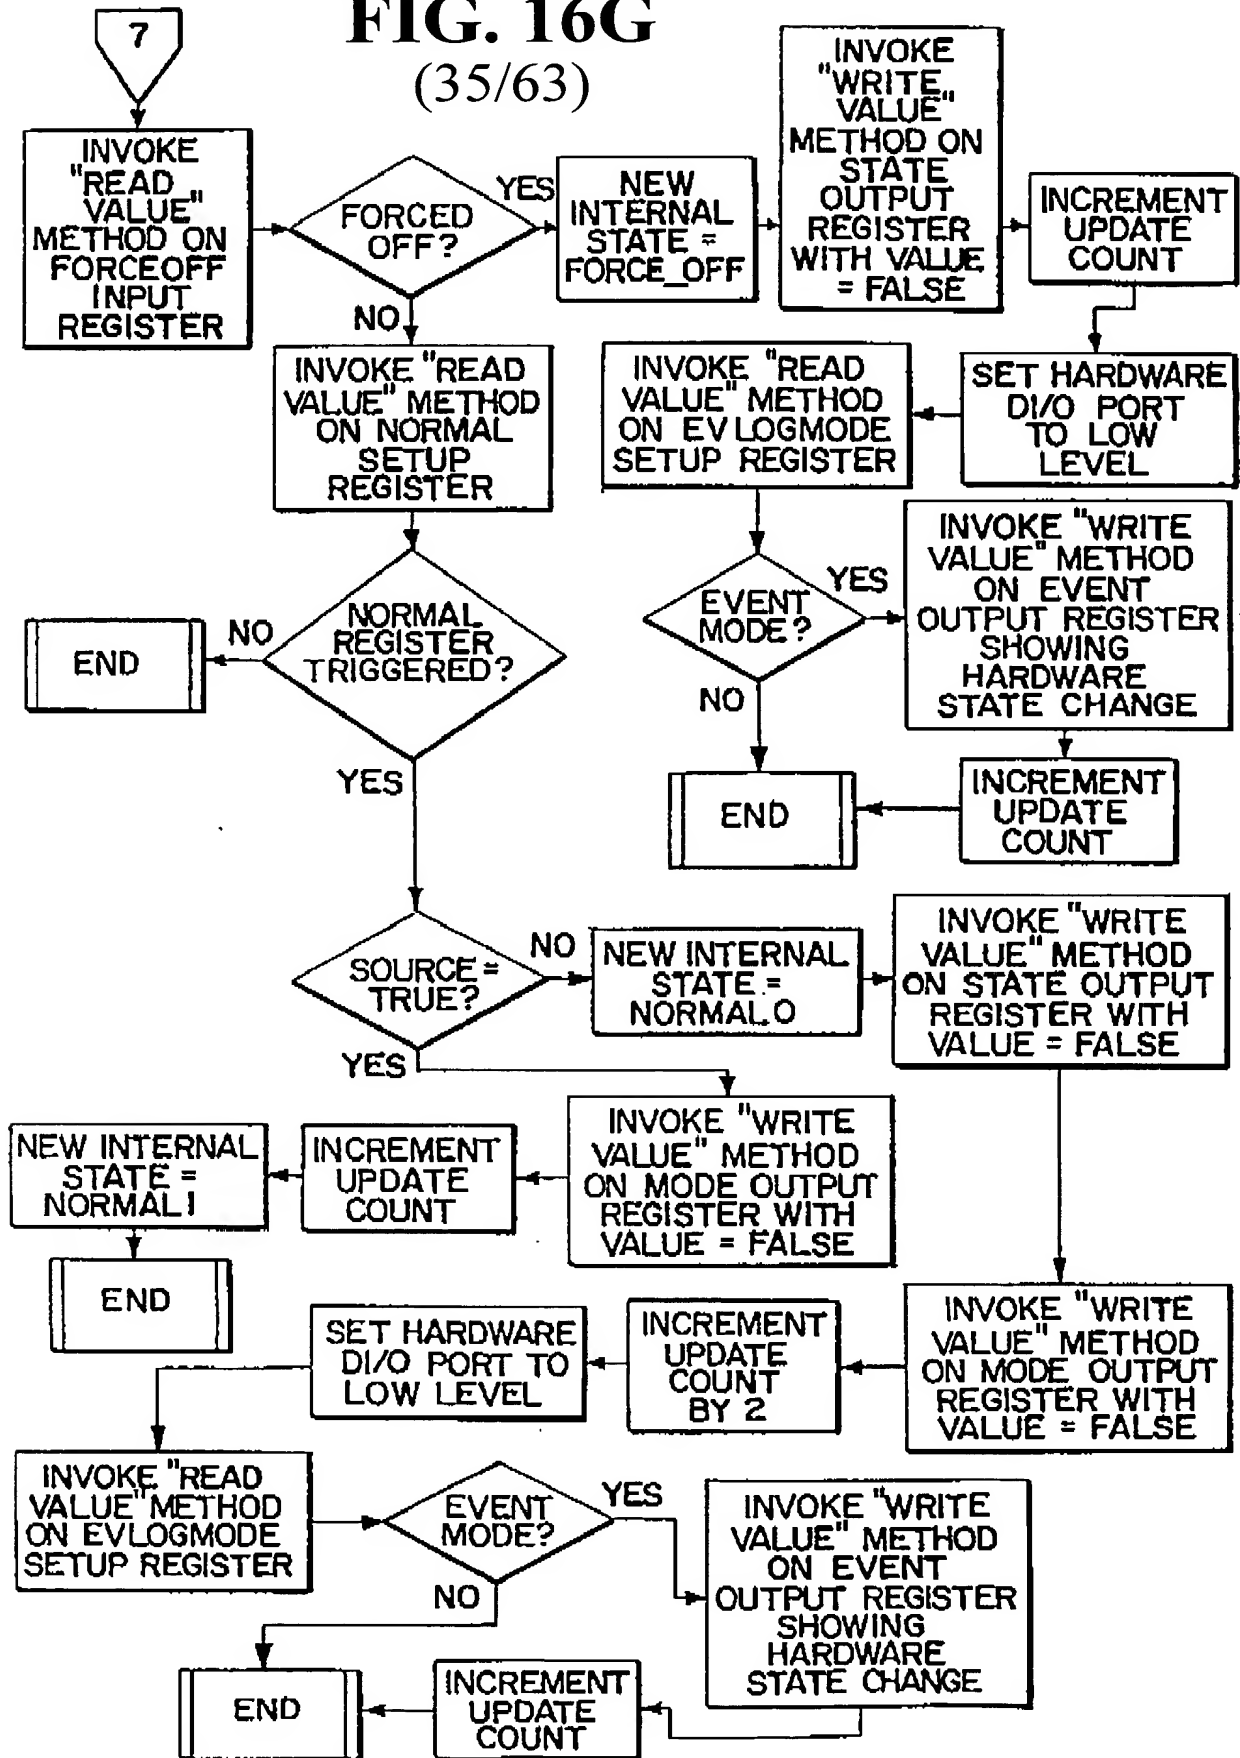 FIG. 16G
(35/63)
7
INVOKE
"READ
VALUE"
METHOD ON
FORCEOFF
INPUT
REGISTER
FORCED
OFF?
YES
NO
NEW
INTERNAL
STATE =
FORCE_OFF
INVOKE
"WRITE
VALUE"
METHOD ON
STATE
OUTPUT
REGISTER
WITH VALUE
= FALSE
INCREMENT
UPDATE
COUNT
SET HARDWARE
DI/O PORT
TO LOW
LEVEL
INVOKE "READ
VALUE" METHOD
ON EVLOGMODE
SETUP REGISTER
EVENT
MODE?
YES
NO
INVOKE "WRITE
VALUE" METHOD
ON EVENT
OUTPUT REGISTER
SHOWING
HARDWARE
STATE CHANGE
INCREMENT
UPDATE
COUNT
END
INVOKE "READ
VALUE" METHOD
ON NORMAL
SETUP
REGISTER
NORMAL
REGISTER
TRIGGERED?
NO
END
YES
SOURCE =
TRUE?
NO
NEW INTERNAL
STATE =
NORMAL0
INVOKE "WRITE
VALUE" METHOD
ON STATE OUTPUT
REGISTER WITH
VALUE = FALSE
YES
INVOKE "WRITE
VALUE" METHOD
ON MODE OUTPUT
REGISTER WITH
VALUE = FALSE
INCREMENT
UPDATE
COUNT
NEW INTERNAL
STATE =
NORMAL1
END
INVOKE "WRITE
VALUE" METHOD
ON MODE OUTPUT
REGISTER WITH
VALUE = FALSE
INCREMENT
UPDATE
COUNT
BY 2
SET HARDWARE
DI/O PORT TO
LOW LEVEL
INVOKE "READ
VALUE" METHOD
ON EVLOGMODE
SETUP REGISTER
EVENT
MODE?
YES
NO
INVOKE "WRITE
VALUE" METHOD
ON EVENT
OUTPUT REGISTER
SHOWING
HARDWARE
STATE CHANGE
INCREMENT
UPDATE
COUNT
END